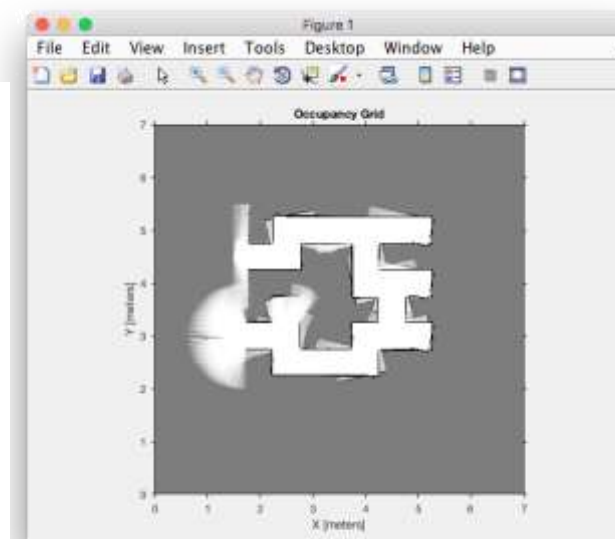 Figure 1
File Edit View Insert Tools Desktop Window Help
Occupancy Grid
7
6
5
4
3
2
1
0
Y [meters]
0 1 2 3 4 5 6 7
X [meters]